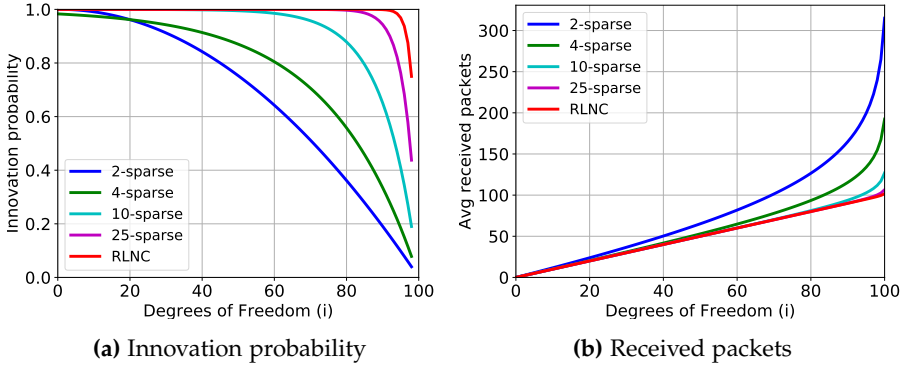 1.0
0.8
0.6
0.4
0.2
0.0
Innovation probability
2-sparse
4-sparse
10-sparse
25-sparse
RLNC
0 20 40 60 80 100
Degrees of Freedom (i)
(a) Innovation probability
300
250
200
150
100
50
0
Avg received packets
2-sparse
4-sparse
10-sparse
25-sparse
RLNC
0 20 40 60 80 100
Degrees of Freedom (i)
(b) Received packets